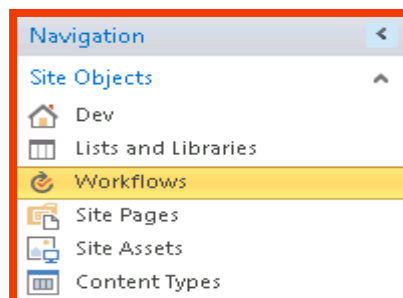 Navigation
Site Objects
Dev
Lists and Libraries
Workflows
Site Pages
Site Assets
Content Types